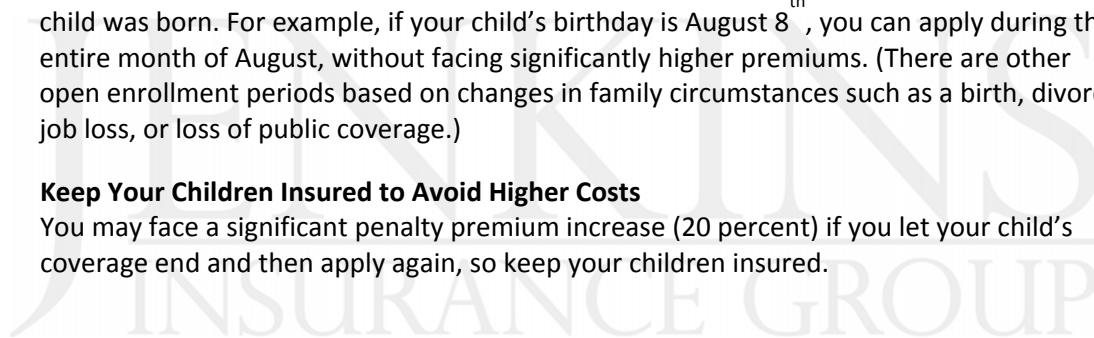 child was born. For example, if your child’s birthday is August 8th, you can apply during th
entire month of August, without facing significantly higher premiums. (There are other
open enrollment periods based on changes in family circumstances such as a birth, divor
job loss, or loss of public coverage.)
Keep Your Children Insured to Avoid Higher Costs
You may face a significant penalty premium increase (20 percent) if you let your child’s
coverage end and then apply again, so keep your children insured.
JENKINS
INSURANCE GROUP